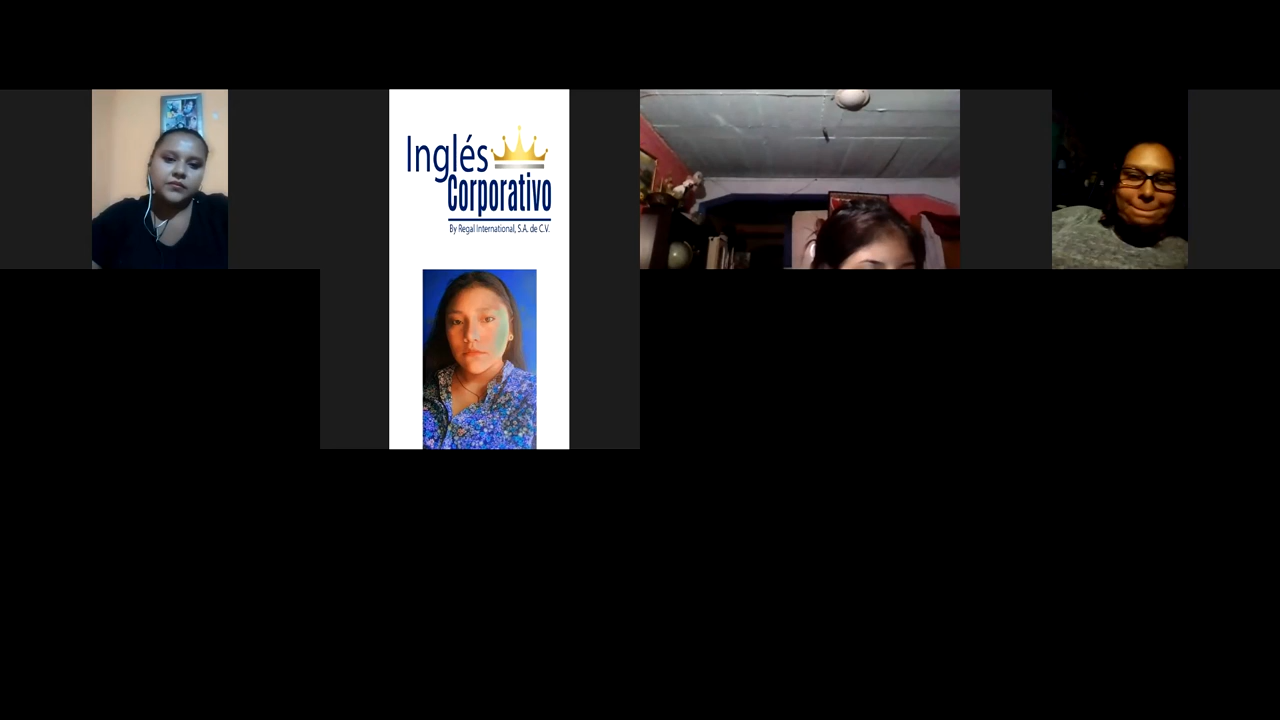 Inglés
Corporativo
By Regal International, S.A. de C.V.